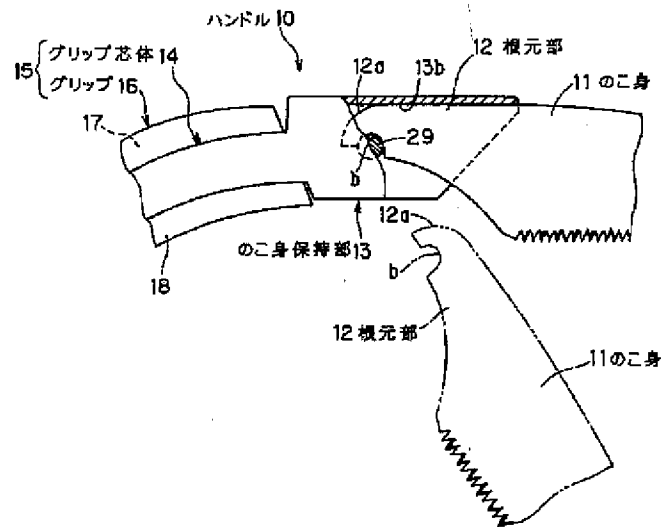 ハンドル 10
15
グリップ芯体 14
グリップ 16
17
12a
13b
12 根元部
11 のこ身
29
b
のこ身保持部 13
18
12a
b
12 根元部
11 のこ身